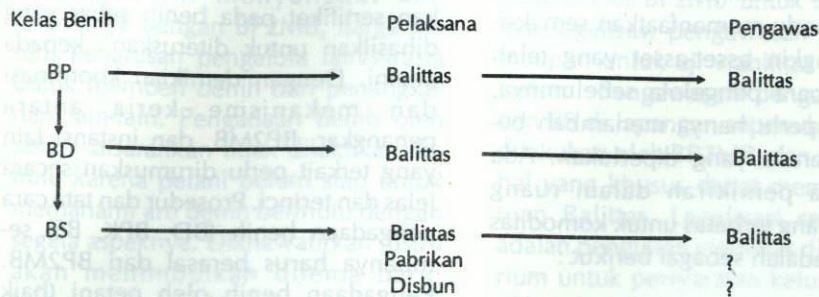 Kelas Benih Pelaksana Pengawas
BP Balittas Balittas
BD Balittas Balittas
BS Balittas Balittas
Pabrikan ?
Disbun ?